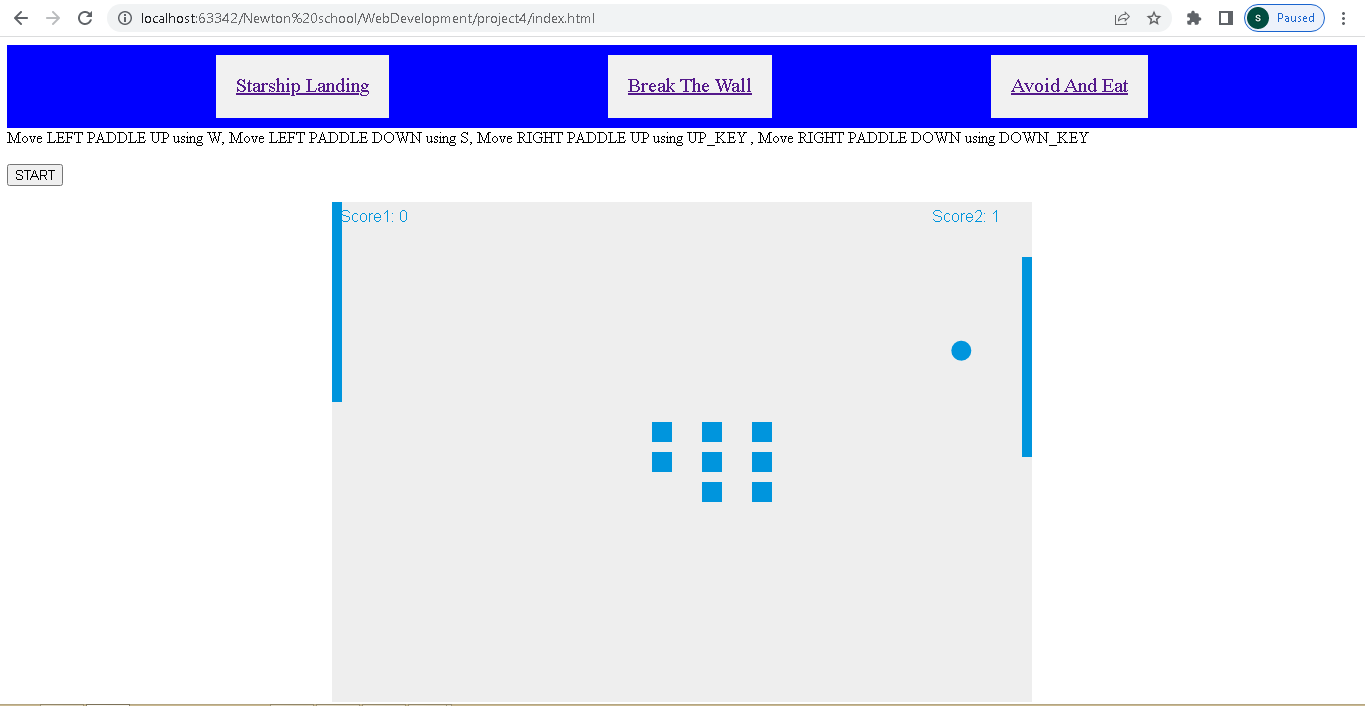 localhost:63342/Newton%20school/WebDevelopment/project4/index.html
S Paused
Starship Landing Break The Wall Avoid And Eat
Move LEFT PADDLE UP using W, Move LEFT PADDLE DOWN using S, Move RIGHT PADDLE UP using UP_KEY , Move RIGHT PADDLE DOWN using DOWN_KEY
START
Score1: 0 Score2: 1